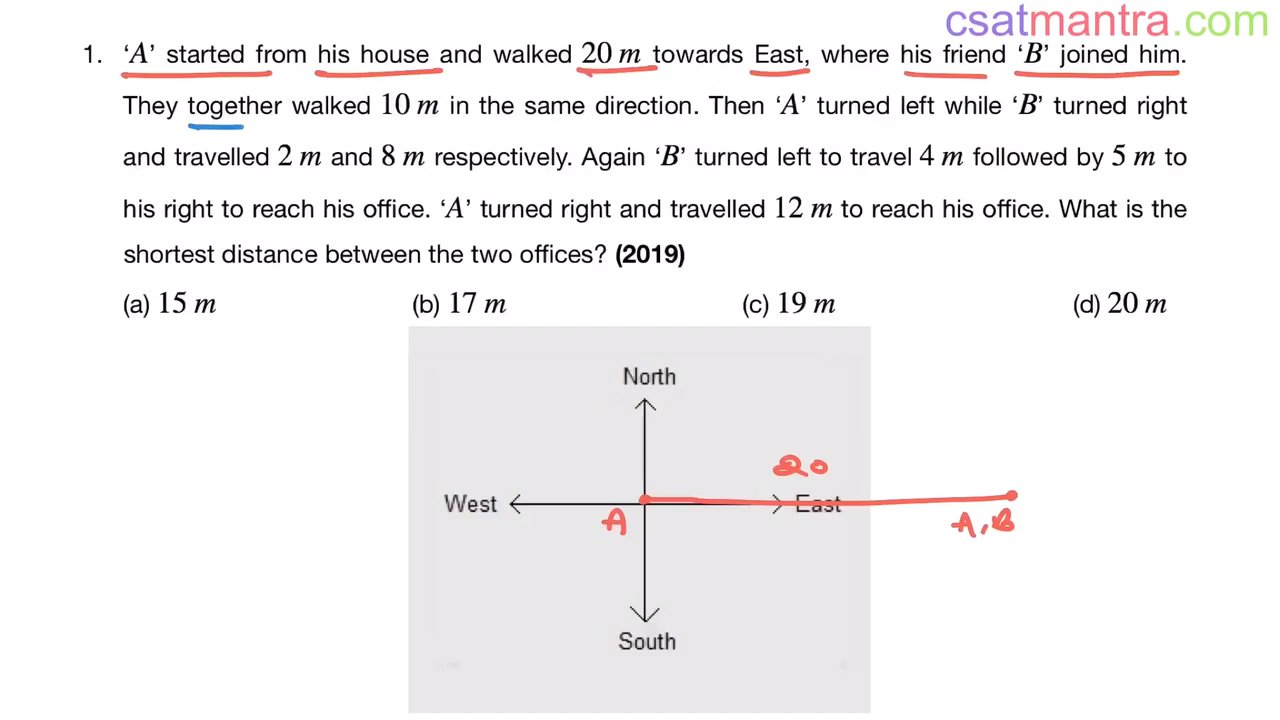 csatmantra.com
1. ‘A’ started from his house and walked 20 m towards East, where his friend ‘B’ joined him.
They together walked 10 m in the same direction. Then ‘A’ turned left while ‘B’ turned right
and travelled 2 m and 8 m respectively. Again ‘B’ turned left to travel 4 m followed by 5 m to
his right to reach his office. ‘A’ turned right and travelled 12 m to reach his office. What is the
shortest distance between the two offices? (2019)
(a) 15 m (b) 17 m (c) 19 m (d) 20 m
North
20
West East
A A,B
South